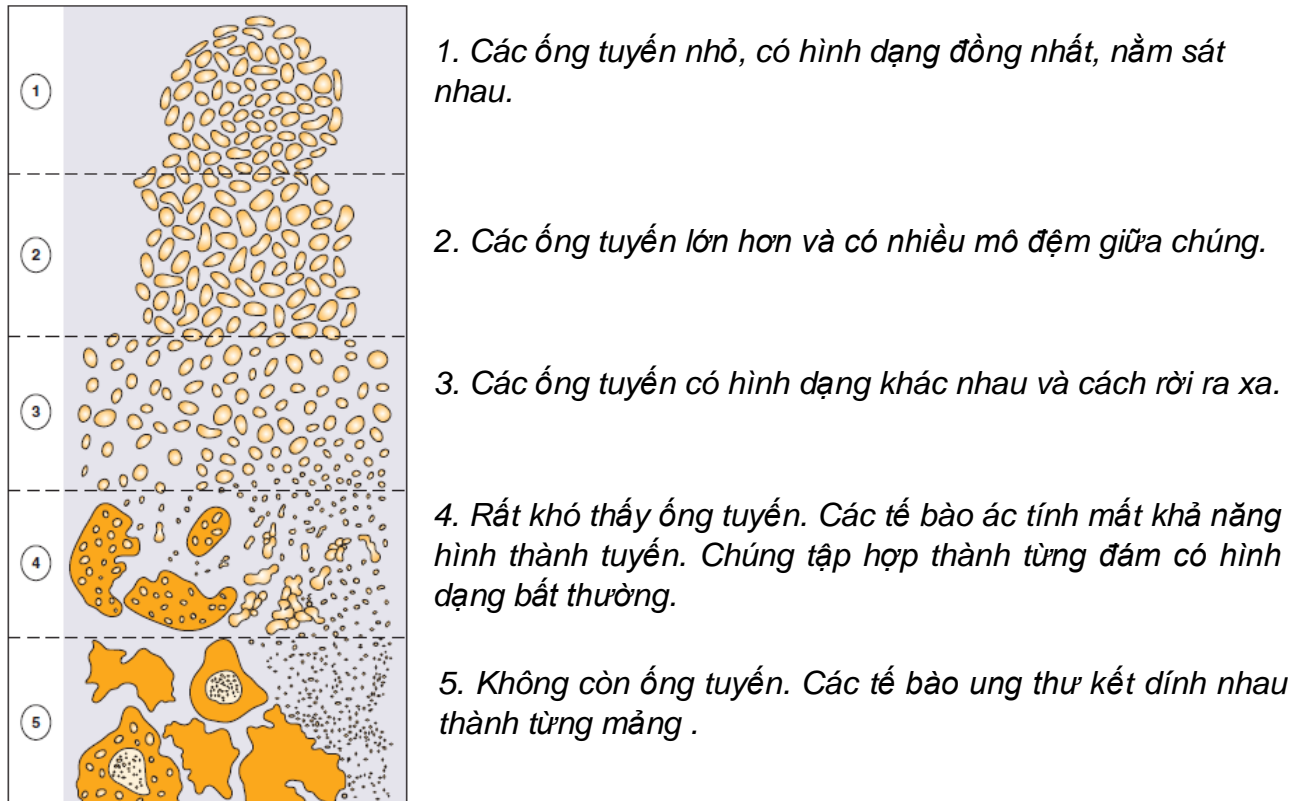 1
1. Các ống tuyến nhỏ, có hình dạng đồng nhất, nằm sát
nhau.
2
2. Các ống tuyến lớn hơn và có nhiều mô đệm giữa chúng.
3
3. Các ống tuyến có hình dạng khác nhau và cách rời ra xa.
4
4. Rất khó thấy ống tuyến. Các tế bào ác tính mất khả năng
hình thành tuyến. Chúng tập hợp thành từng đám có hình
dạng bất thường.
5
5. Không còn ống tuyến. Các tế bào ung thư kết dính nhau
thành từng mảng .